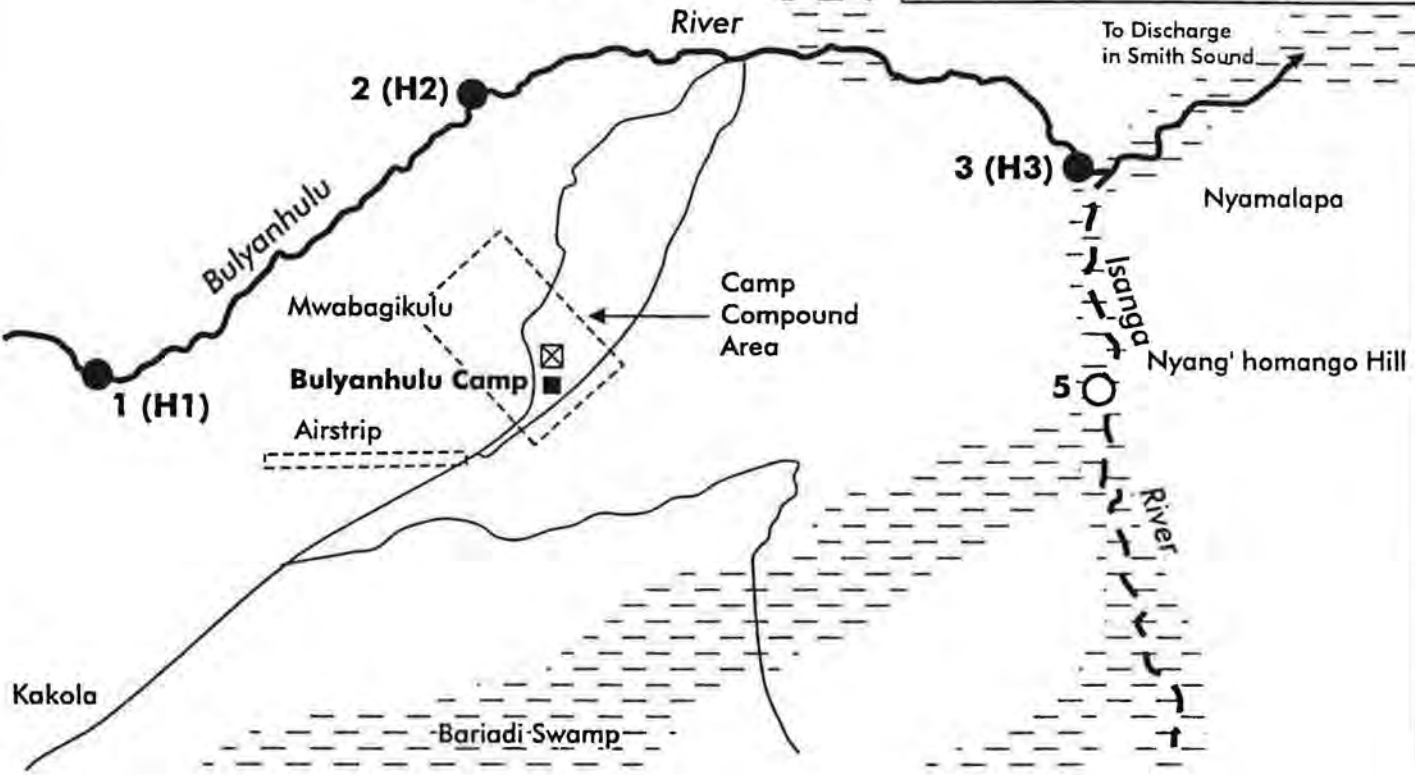 River
To Discharge
in Smith Sound
2 (H2)
3 (H3)
Nyamalapa
Bulyanhulu
Isanga
Mwabagikulu
Camp
Compound
Area
Nyang' homango Hill
Bulyanhulu Camp
5
1 (H1)
Airstrip
River
Kakola
Bariadi Swamp